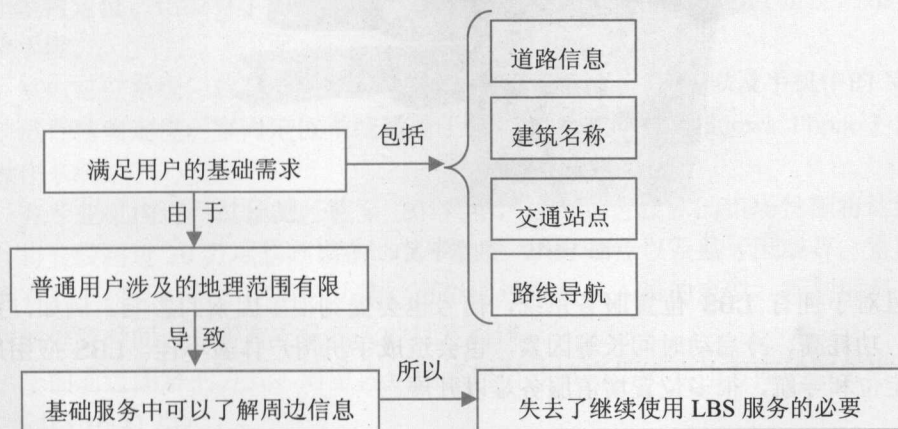 道路信息
包括
建筑名称
满足用户的基础需求
由于
交通站点
普通用户涉及的地理范围有限
路线导航
导致
所以
基础服务中可以了解周边信息
失去了继续使用 LBS 服务的必要